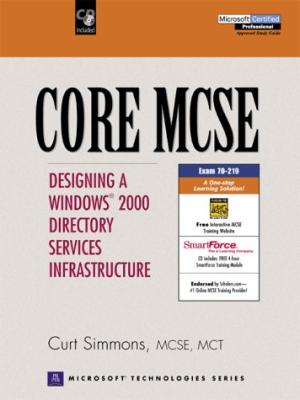 CD
Included
Microsoft Certified
Professional
Approved Study Guide
CORE MCSE
DESIGNING A
WINDOWS® 2000
DIRECTORY
SERVICES
INFRASTRUCTURE
Exam 70-219
A One-stop
Learning Solution!
Free Interactive MCSE
Training Website
SmartForce
The e-Learning Company
CD includes FREE 4 hour
SmartForce Training Module
Endorsed by Scholars.com—
#1 Online MCSE Training Provider!
Curt Simmons, MCSE, MCT
MICROSOFT® TECHNOLOGIES SERIES